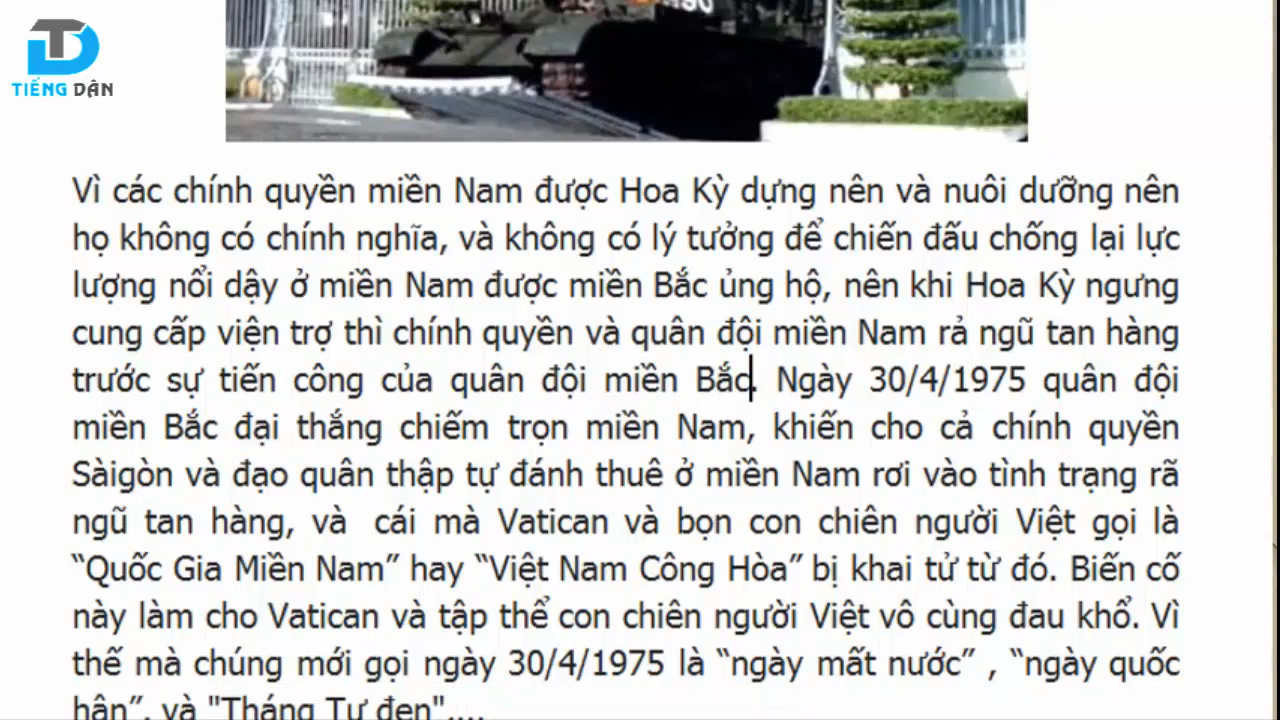 TIẾNG DÂN
Vì các chính quyền miền Nam được Hoa Kỳ dựng nên và nuôi dưỡng nên
họ không có chính nghĩa, và không có lý tưởng để chiến đấu chống lại lực
lượng nổi dậy ở miền Nam được miền Bắc ủng hộ, nên khi Hoa Kỳ ngưng
cung cấp viện trợ thì chính quyền và quân đội miền Nam rả ngũ tan hàng
trước sự tiến công của quân đội miền Bắc. Ngày 30/4/1975 quân đội
miền Bắc đại thắng chiếm trọn miền Nam, khiến cho cả chính quyền
Sàigòn và đạo quân thập tự đánh thuê ở miền Nam rơi vào tình trạng rã
ngũ tan hàng, và cái mà Vatican và bọn con chiên người Việt gọi là
“Quốc Gia Miền Nam” hay “Việt Nam Công Hòa” bị khai tử từ đó. Biến cố
này làm cho Vatican và tập thể con chiên người Việt vô cùng đau khổ. Vì
thế mà chúng mới gọi ngày 30/4/1975 là “ngày mất nước” , “ngày quốc
hận”, và "Tháng Tư đen"....